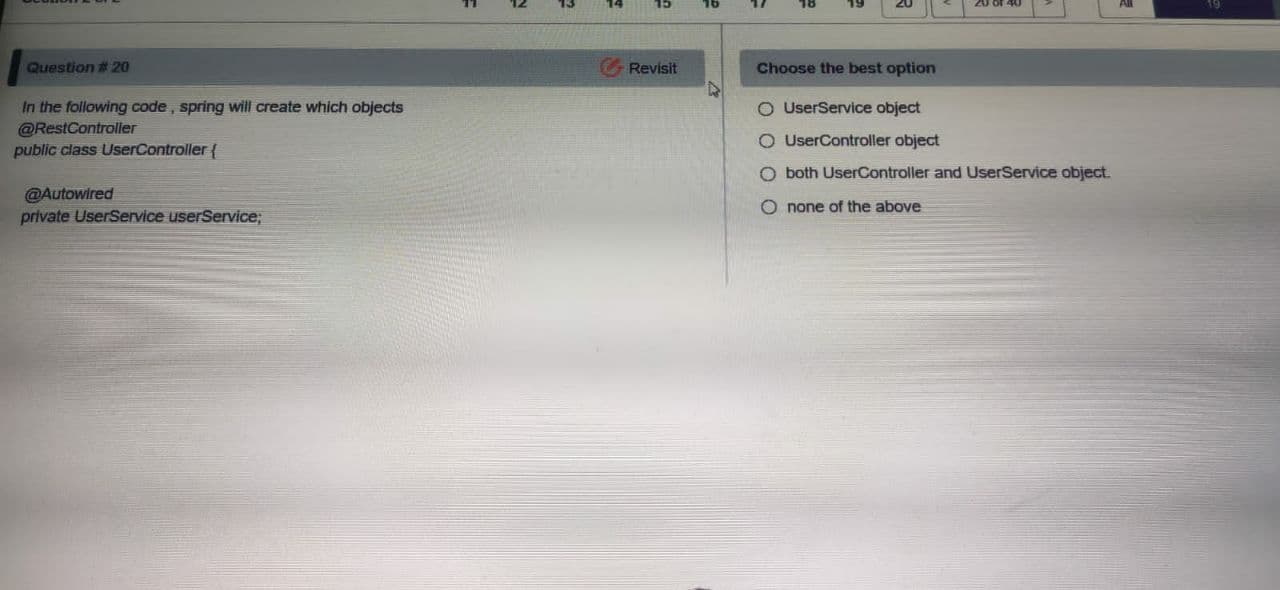 11 12 13 14 15 16 17 18 19 20 < 20 of 40 > All 19
Question # 20
Revisit
In the following code , spring will create which objects
@RestController
public class UserController {
@Autowired
private UserService userService;
Choose the best option
UserService object
UserController object
both UserController and UserService object.
none of the above